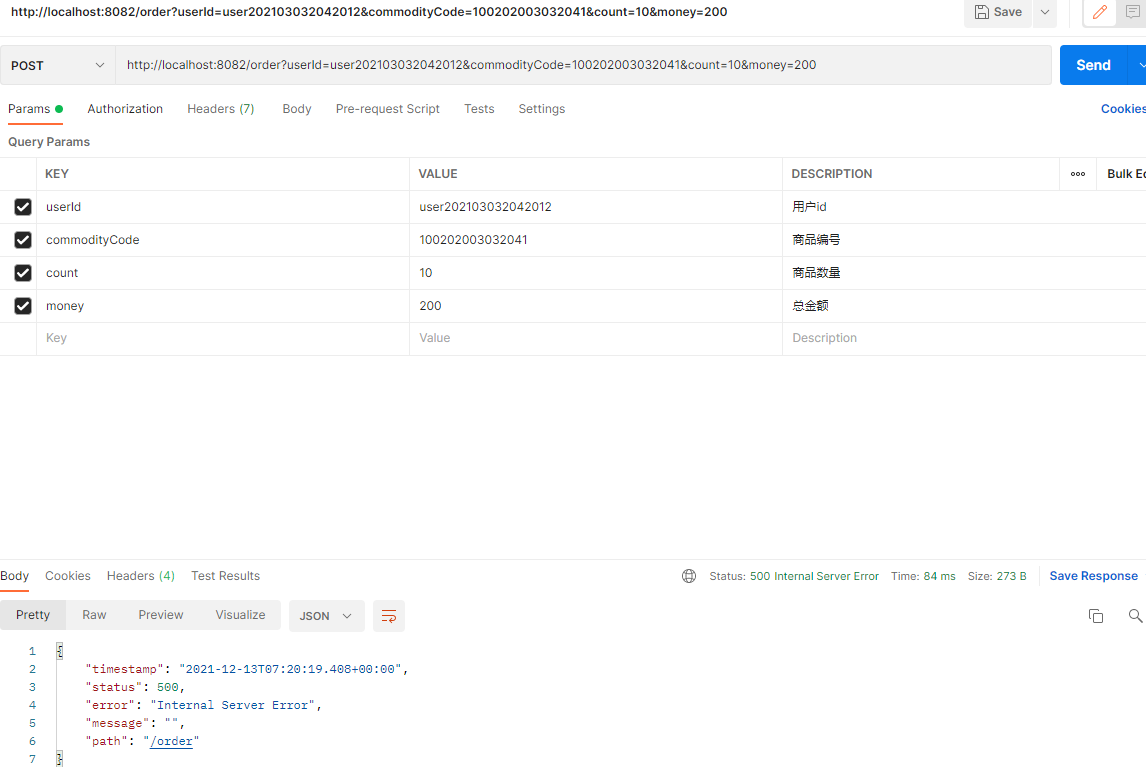 http://localhost:8082/order?userId=user202103032042012&commodityCode=100202003032041&count=10&money=200 Save
POST http://localhost:8082/order?userId=user202103032042012&commodityCode=100202003032041&count=10&money=200 Send
Params Authorization Headers (7) Body Pre-request Script Tests Settings Cookies
Query Params
KEY VALUE DESCRIPTION ooo Bulk Ec
userId user202103032042012 用户id
commodityCode 100202003032041 商品编号
count 10 商品数量
money 200 总金额
Key Value Description
Body Cookies Headers (4) Test Results Status: 500 Internal Server Error Time: 84 ms Size: 273 B Save Response
Pretty Raw Preview Visualize JSON
1 {
2 "timestamp": "2021-12-13T07:20:19.408+00:00",
3 "status": 500,
4 "error": "Internal Server Error",
5 "message": "",
6 "path": "/order"
7 }